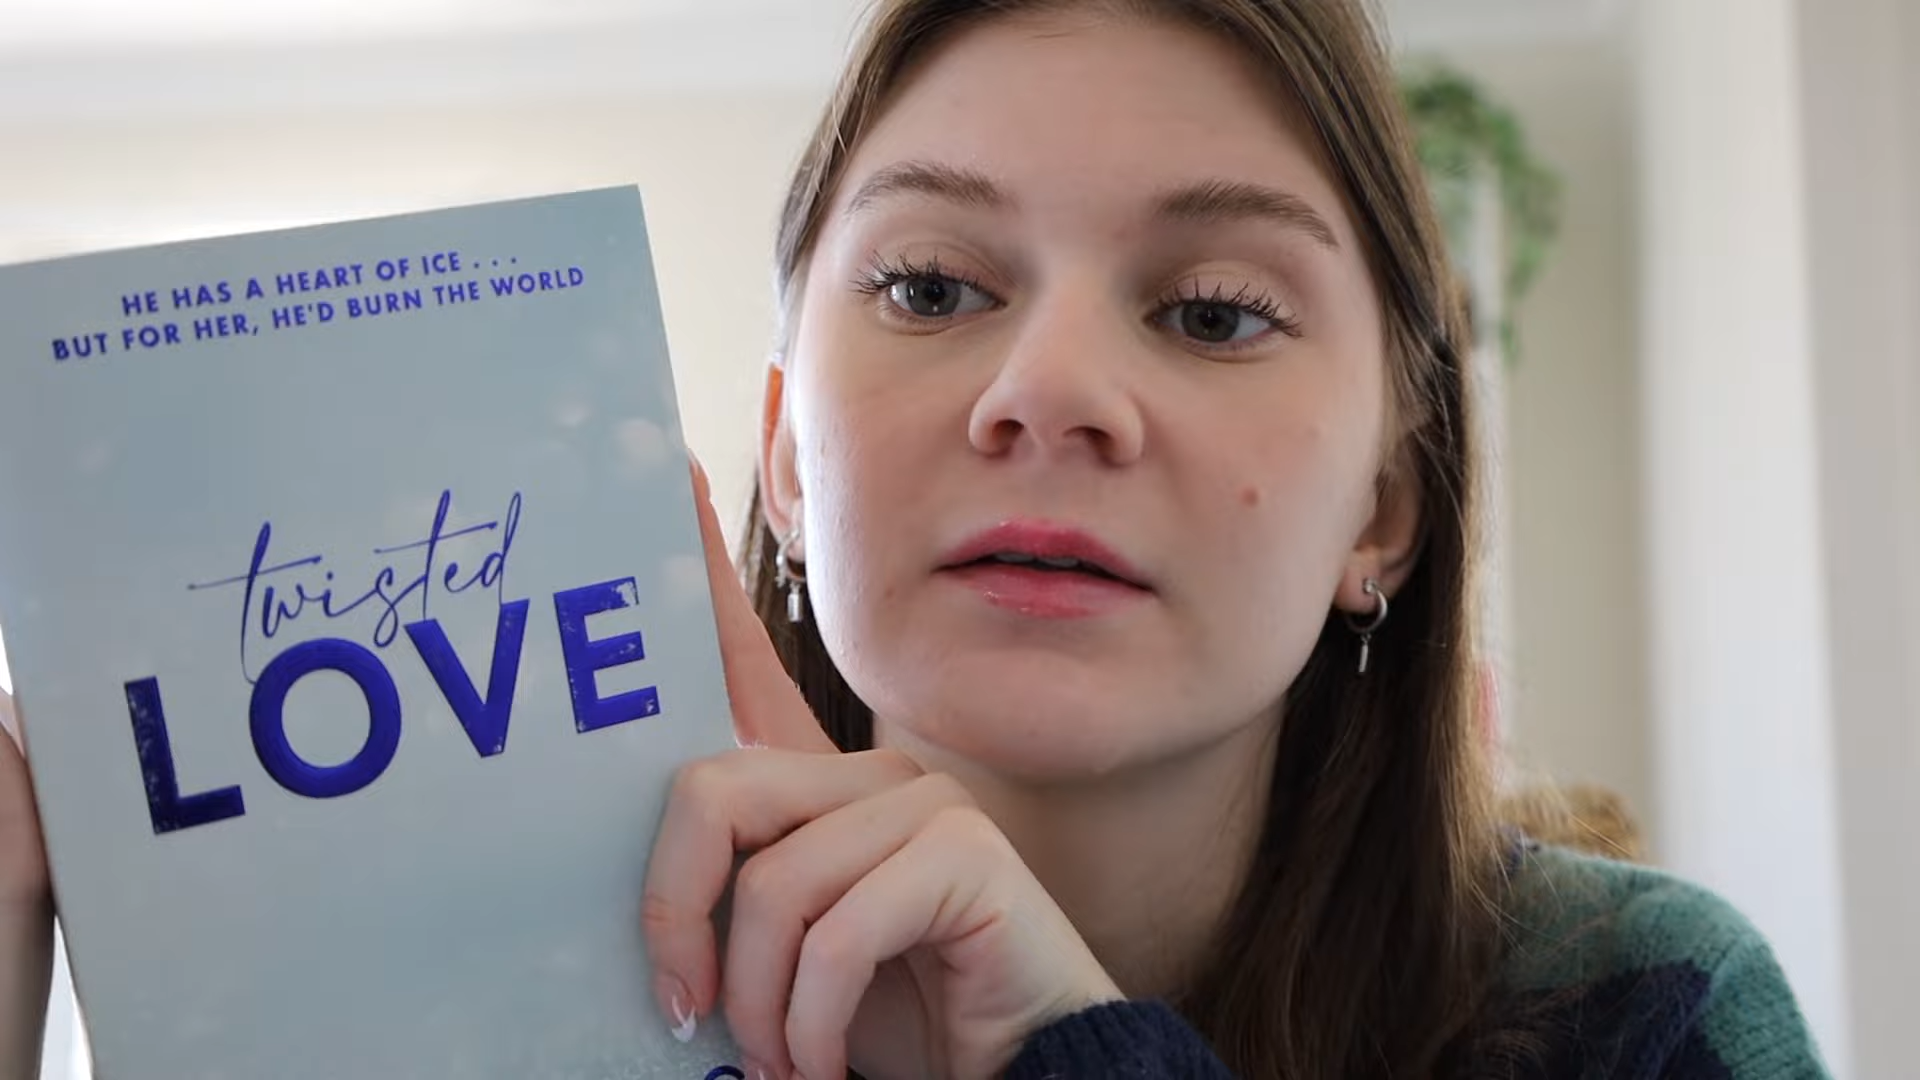 HE HAS A HEART OF ICE . . .
BUT FOR HER, HE'D BURN THE WORLD
twisted
LOVE